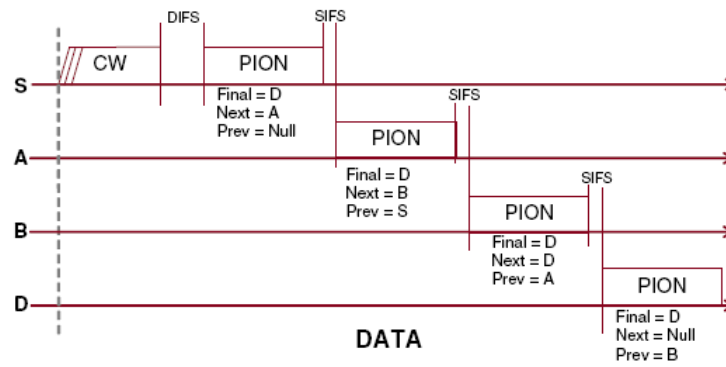 DIFS
SIFS
CW
PION
S
Final = D
Next = A
Prev = Null
SIFS
PION
A
Final = D
Next = B
Prev = S
SIFS
PION
B
Final = D
Next = D
Prev = A
PION
D
Final = D
Next = Null
Prev = B
DATA